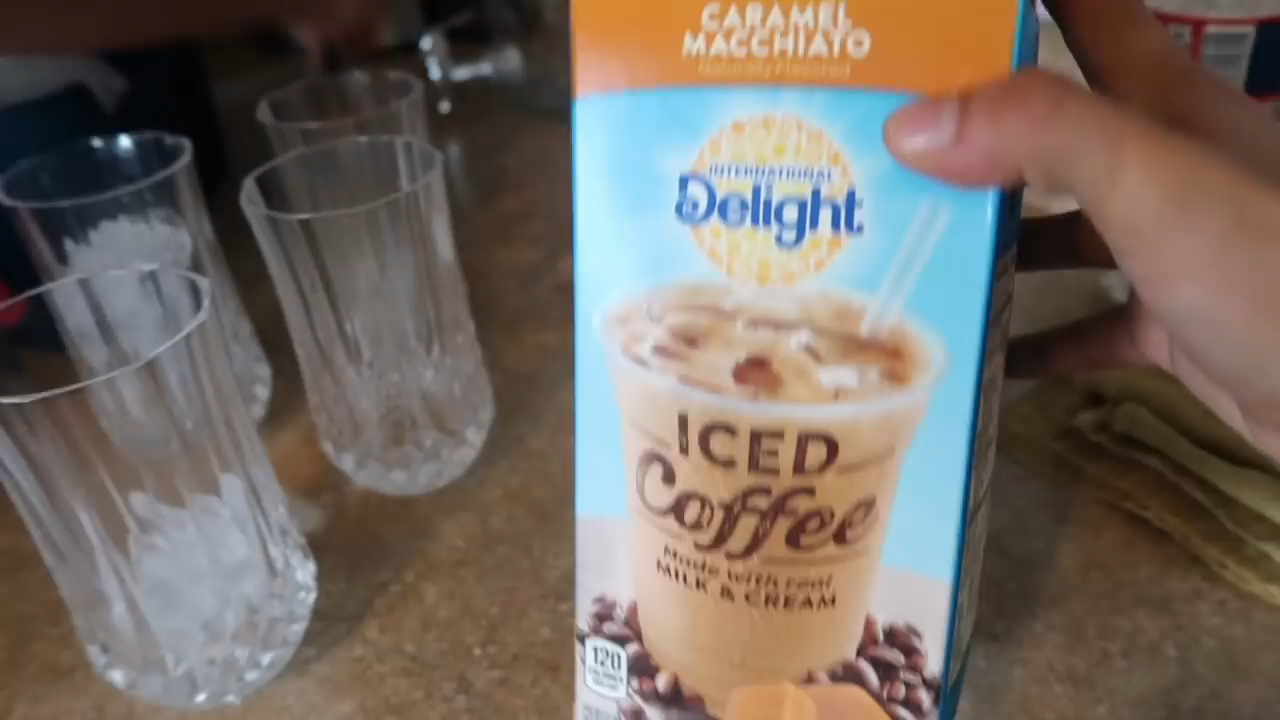 CARAMEL
MACCHIATO
Naturally Flavored
INTERNATIONAL
Delight
ICED
Coffee
Made with real
MILK & CREAM
120